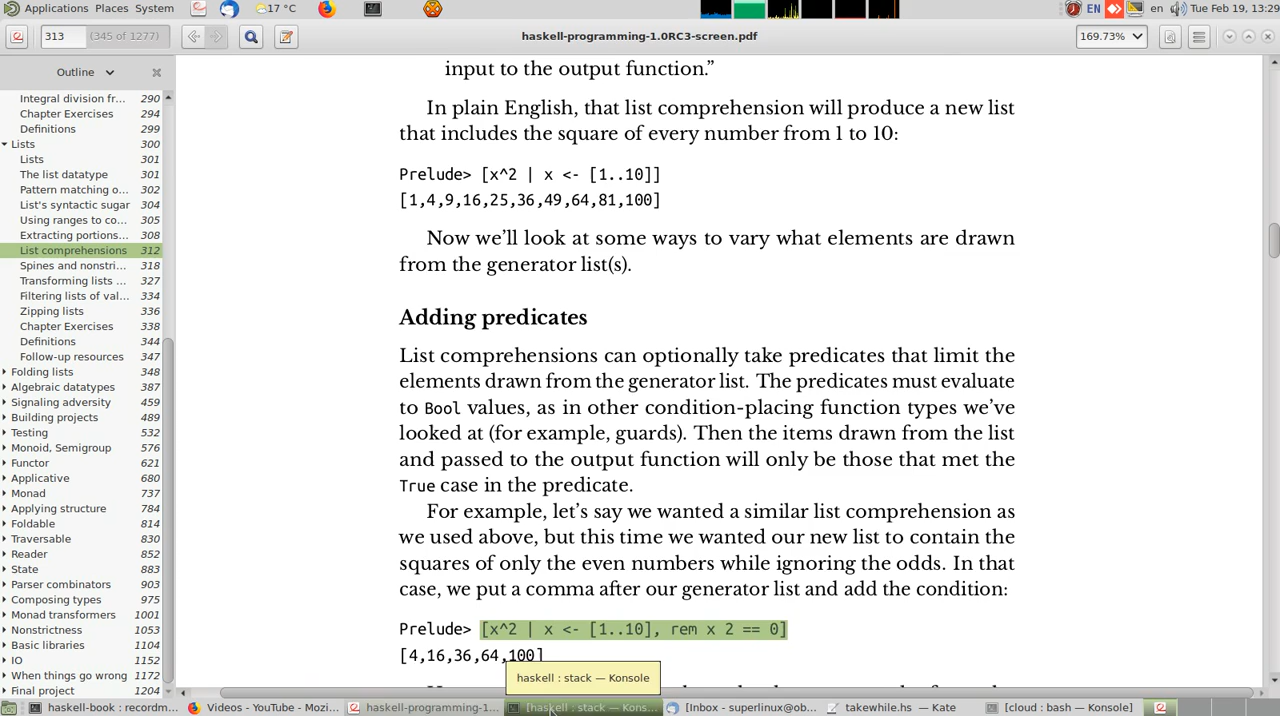 Applications Places System
17 °C
EN
en
Tue Feb 19, 13:29
313
(345 of 1277)
haskell-programming-1.0RC3-screen.pdf
169.73%
Outline
Integral division fr... 290
Chapter Exercises 294
Definitions 299
Lists 300
Lists 301
The list datatype 301
Pattern matching o... 302
List's syntactic sugar 304
Using ranges to co... 305
Extracting portions... 308
List comprehensions 312
Spines and nonstri... 318
Transforming lists ... 327
Filtering lists of val... 334
Zipping lists 336
Chapter Exercises 338
Definitions 344
Follow-up resources 347
Folding lists 348
Algebraic datatypes 387
Signaling adversity 459
Building projects 489
Testing 532
Monoid, Semigroup 576
Functor 621
Applicative 680
Monad 737
Applying structure 784
Foldable 814
Traversable 830
Reader 852
State 883
Parser combinators 903
Composing types 975
Monad transformers 1001
Nonstrictness 1053
Basic libraries 1104
IO 1152
When things go wrong 1172
Final project 1204
input to the output function.”
In plain English, that list comprehension will produce a new list
that includes the square of every number from 1 to 10:
Prelude> [x^2 | x <- [1..10]]
[1,4,9,16,25,36,49,64,81,100]
Now we’ll look at some ways to vary what elements are drawn
from the generator list(s).
Adding predicates
List comprehensions can optionally take predicates that limit the
elements drawn from the generator list. The predicates must evaluate
to Bool values, as in other condition-placing function types we’ve
looked at (for example, guards). Then the items drawn from the list
and passed to the output function will only be those that met the
True case in the predicate.
For example, let’s say we wanted a similar list comprehension as
we used above, but this time we wanted our new list to contain the
squares of only the even numbers while ignoring the odds. In that
case, we put a comma after our generator list and add the condition:
Prelude> [x^2 | x <- [1..10], rem x 2 == 0]
[4,16,36,64,100]
haskell : stack — Konsole
haskell-book : recordm...
Videos - YouTube - Mozi...
haskell-programming-1...
[haskell : stack — Kons...
[Inbox - superlinux@ob...
takewhile.hs — Kate
[cloud : bash — Konsole]